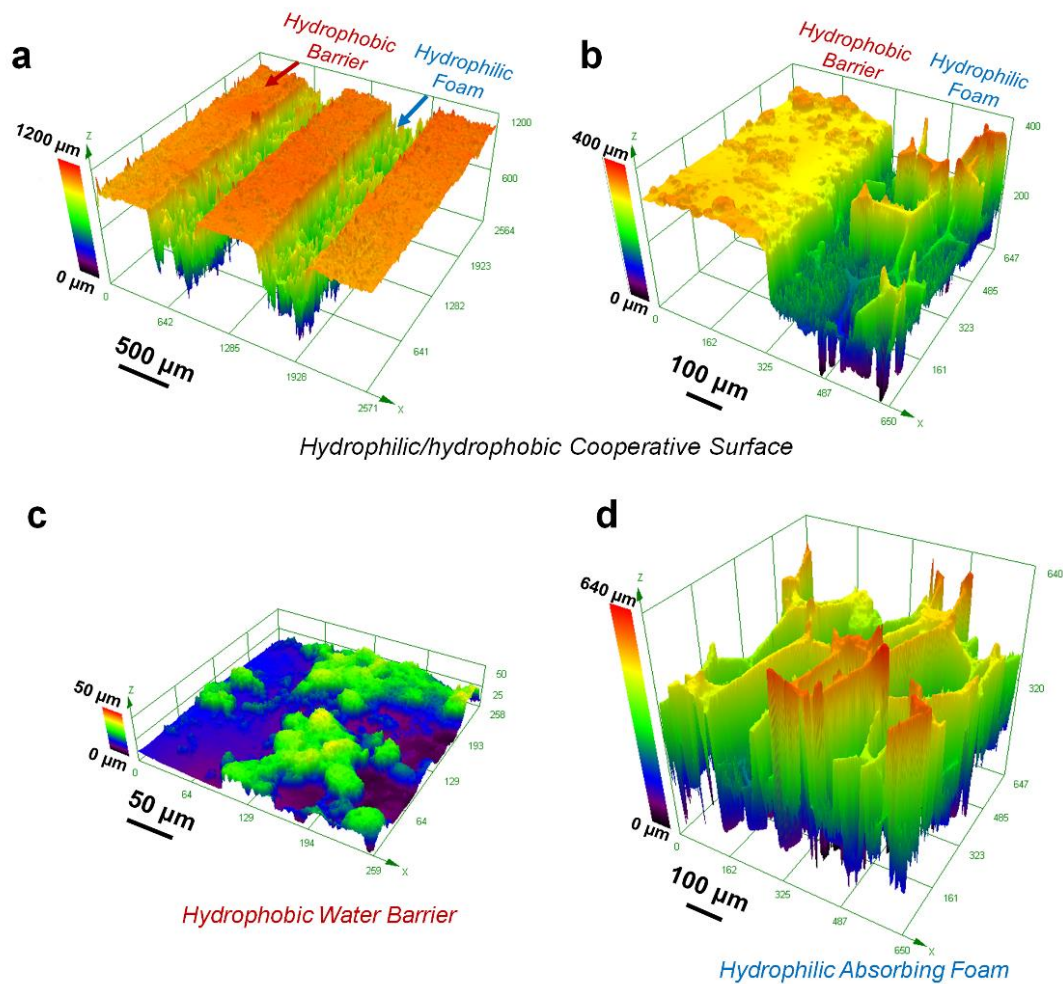 a
Hydrophobic
Barrier
Hydrophilic
Foam
1200 µm
0 µm
Z
1200
600
2564
1923
1282
641
0
642
1285
1928
2571
X
500 µm
b
Hydrophobic
Barrier
Hydrophilic
Foam
400 µm
0 µm
Z
400
200
647
485
323
161
0
162
325
487
650
X
100 µm
Hydrophilic/hydrophobic Cooperative Surface
c
50 µm
0 µm
Z
50
25
258
193
129
64
0
64
129
194
259
X
50 µm
Hydrophobic Water Barrier
d
640 µm
0 µm
Z
640
320
647
485
323
161
0
162
325
487
650
X
100 µm
Hydrophilic Absorbing Foam